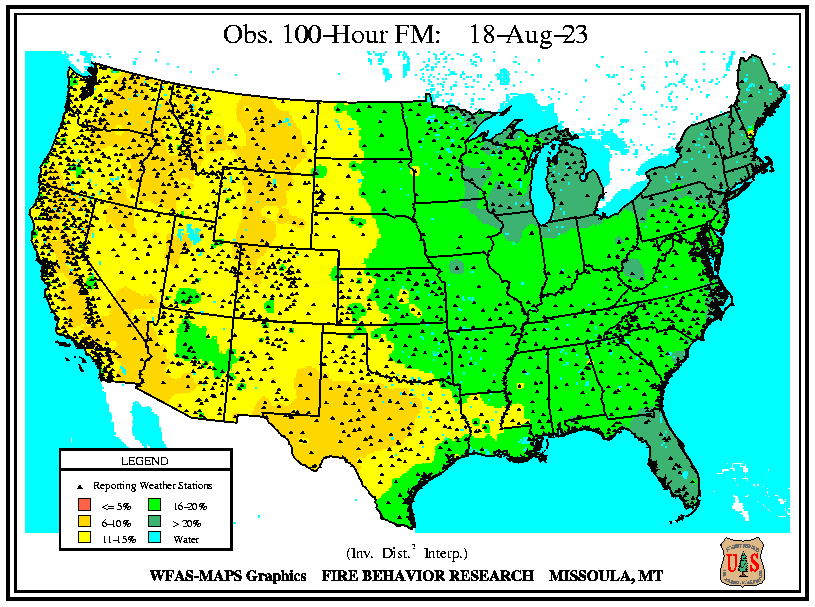 Obs. 100-Hour FM: 18-Aug-23
LEGEND
Reporting Weather Stations
<= 5% 16-20%
6-10% > 20%
11-15% Water
(Inv. Dist.² Interp.)
WFAS-MAPS Graphics FIRE BEHAVIOR RESEARCH MISSOULA, MT
U S